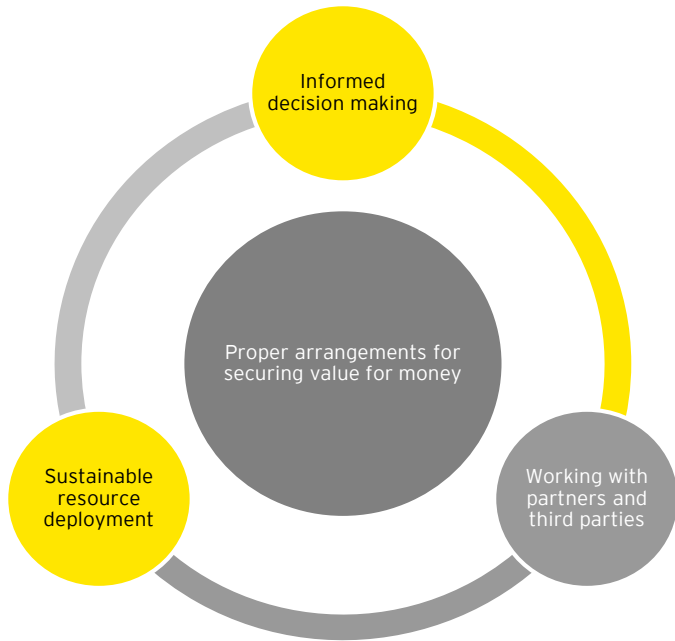 Informed
decision making
Proper arrangements for
securing value for money
Sustainable
resource
deployment
Working with
partners and
third parties